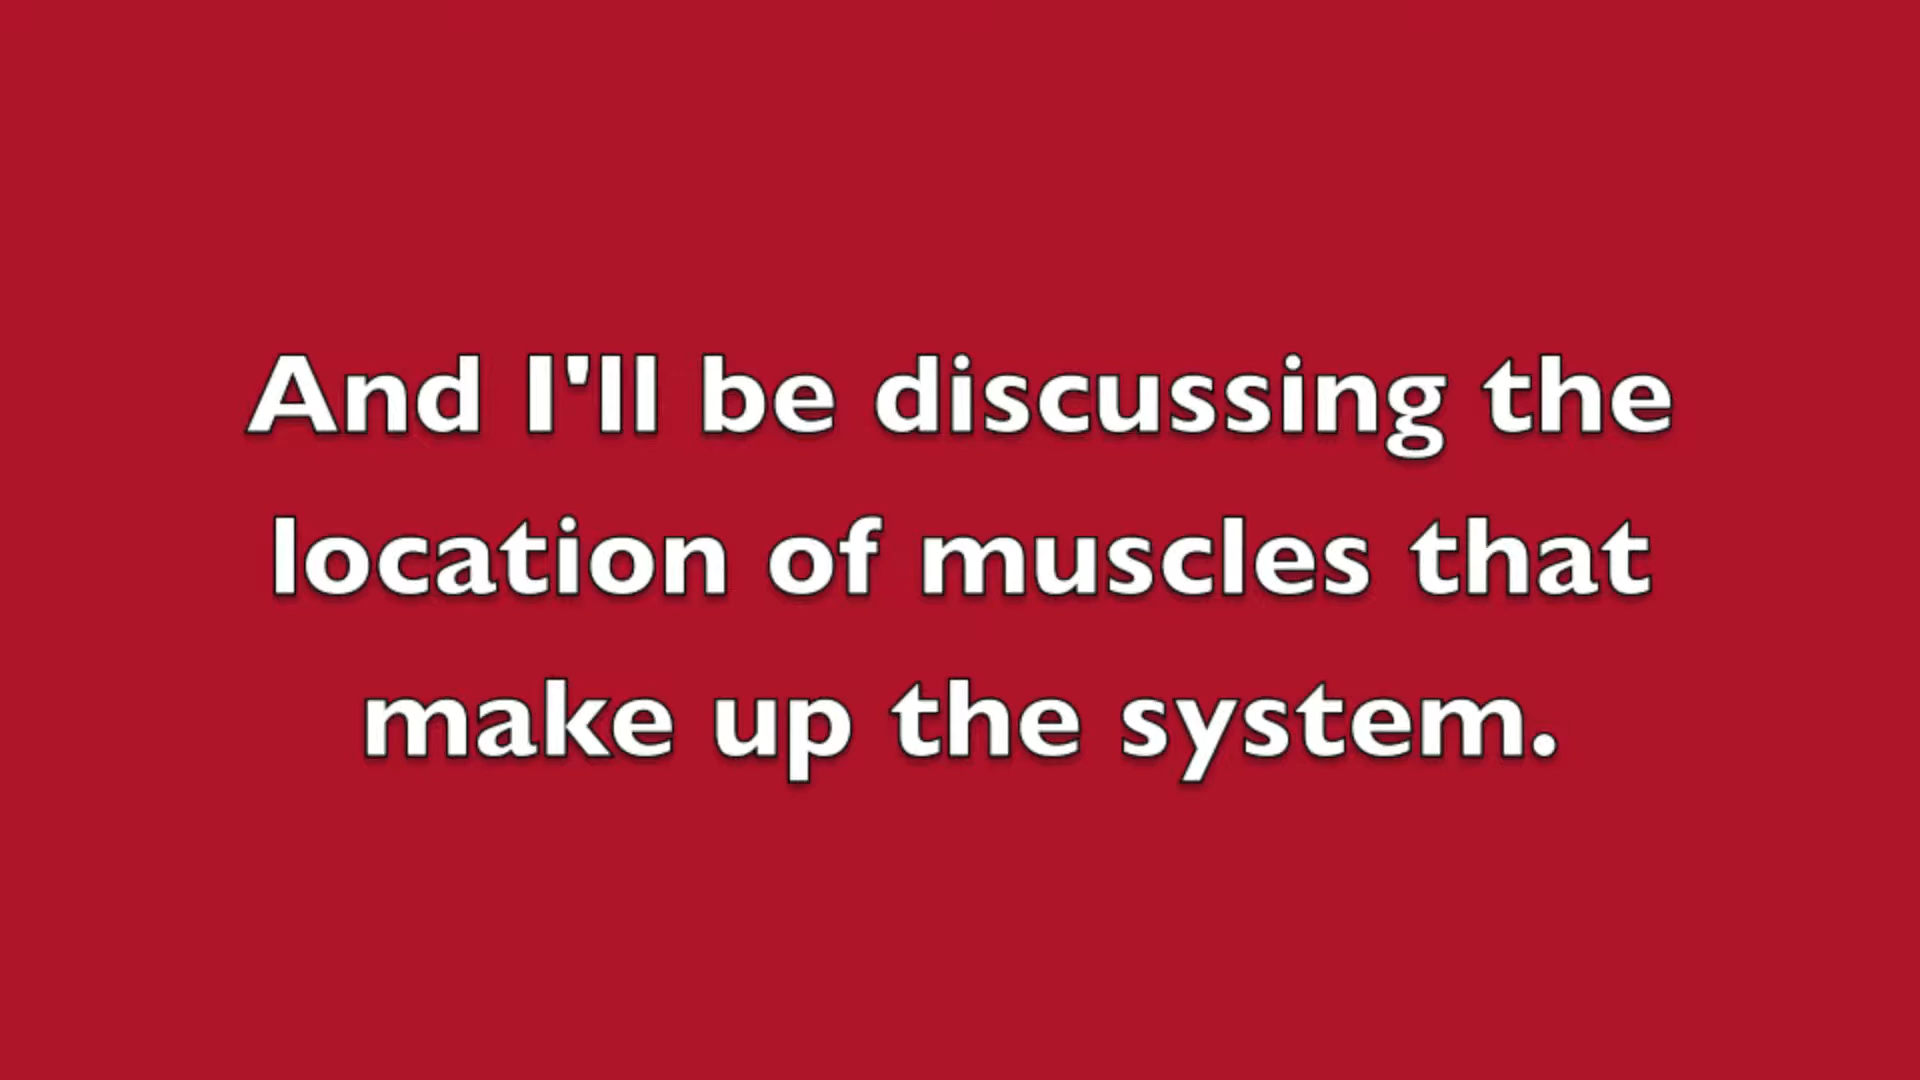 And I'll be discussing the
location of muscles that
make up the system.